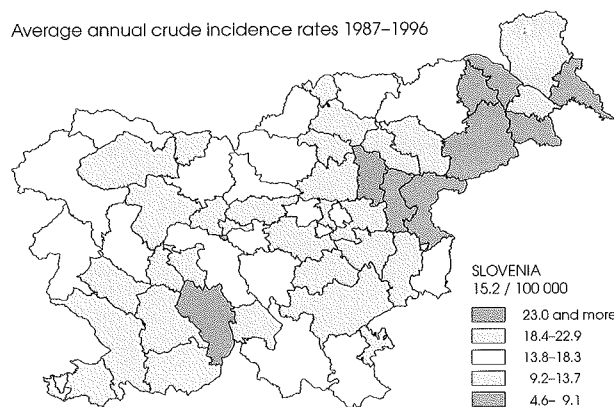 Average annual crude incidence rates 1987–1996
SLOVENIA
15.2 / 100 000
23.0 and more
18.4–22.9
13.8–18.3
9.2–13.7
4.6– 9.1